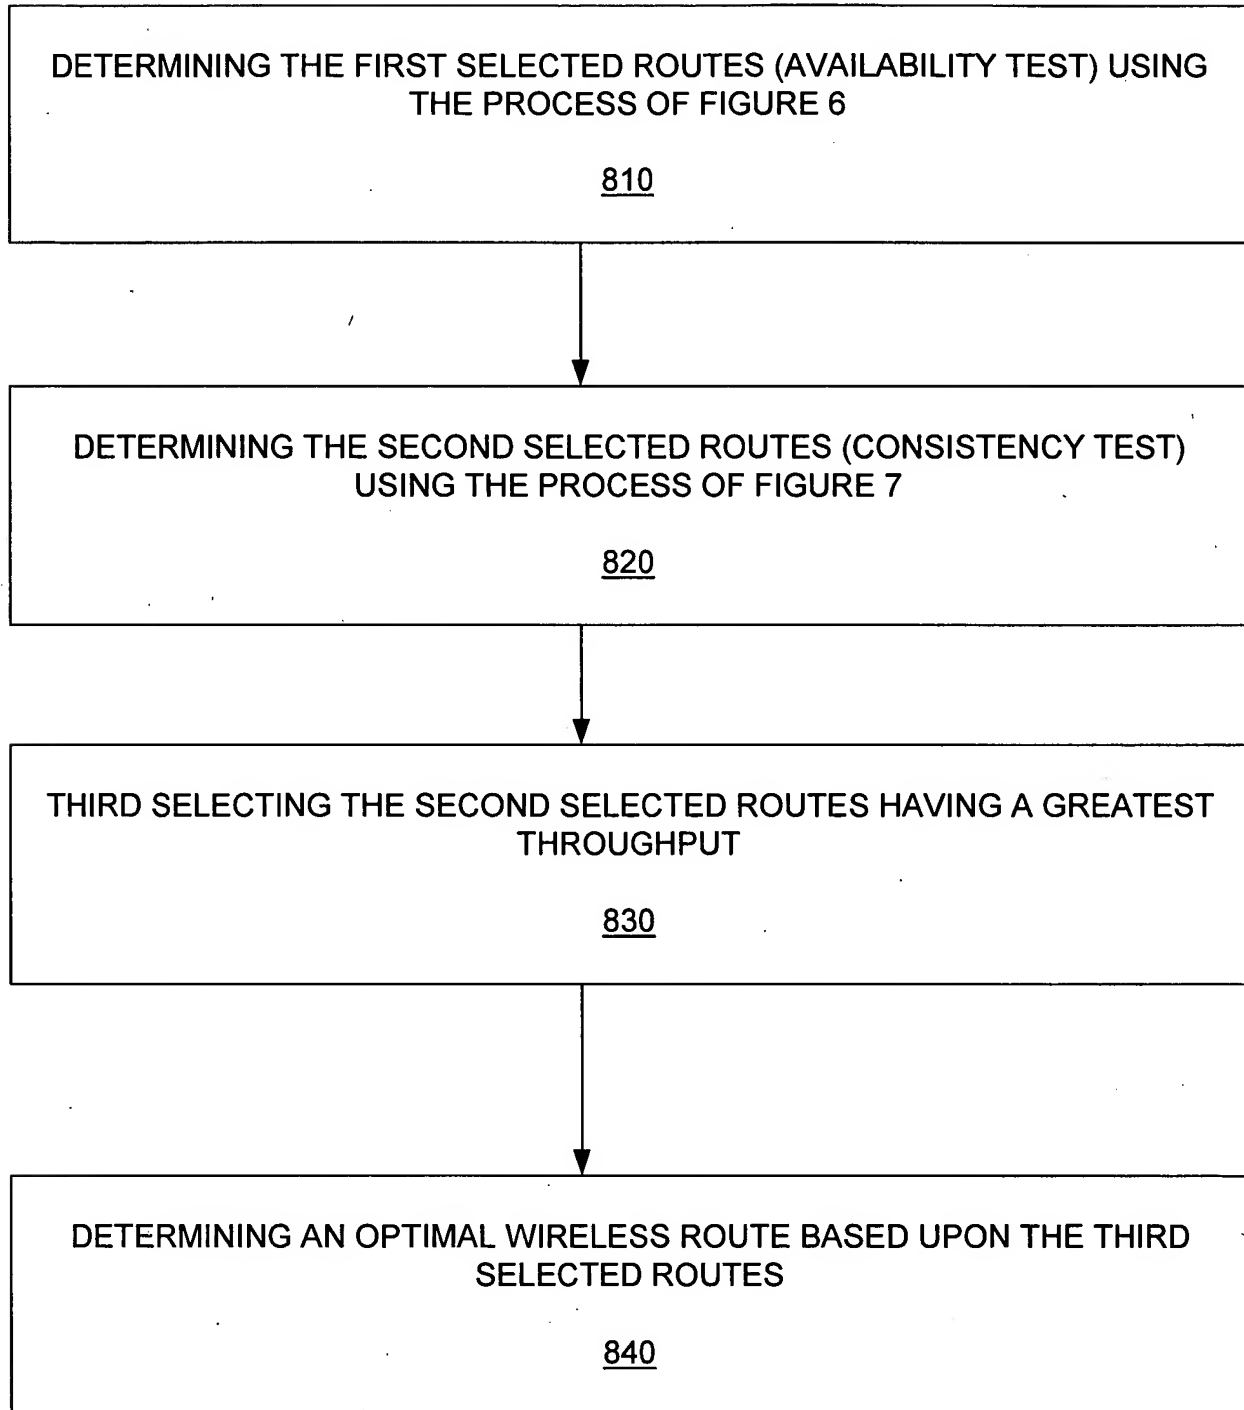 DETERMINING THE FIRST SELECTED ROUTES (AVAILABILITY TEST) USING
THE PROCESS OF FIGURE 6
810
DETERMINING THE SECOND SELECTED ROUTES (CONSISTENCY TEST)
USING THE PROCESS OF FIGURE 7
820
THIRD SELECTING THE SECOND SELECTED ROUTES HAVING A GREATEST
THROUGHPUT
830
DETERMINING AN OPTIMAL WIRELESS ROUTE BASED UPON THE THIRD
SELECTED ROUTES
840